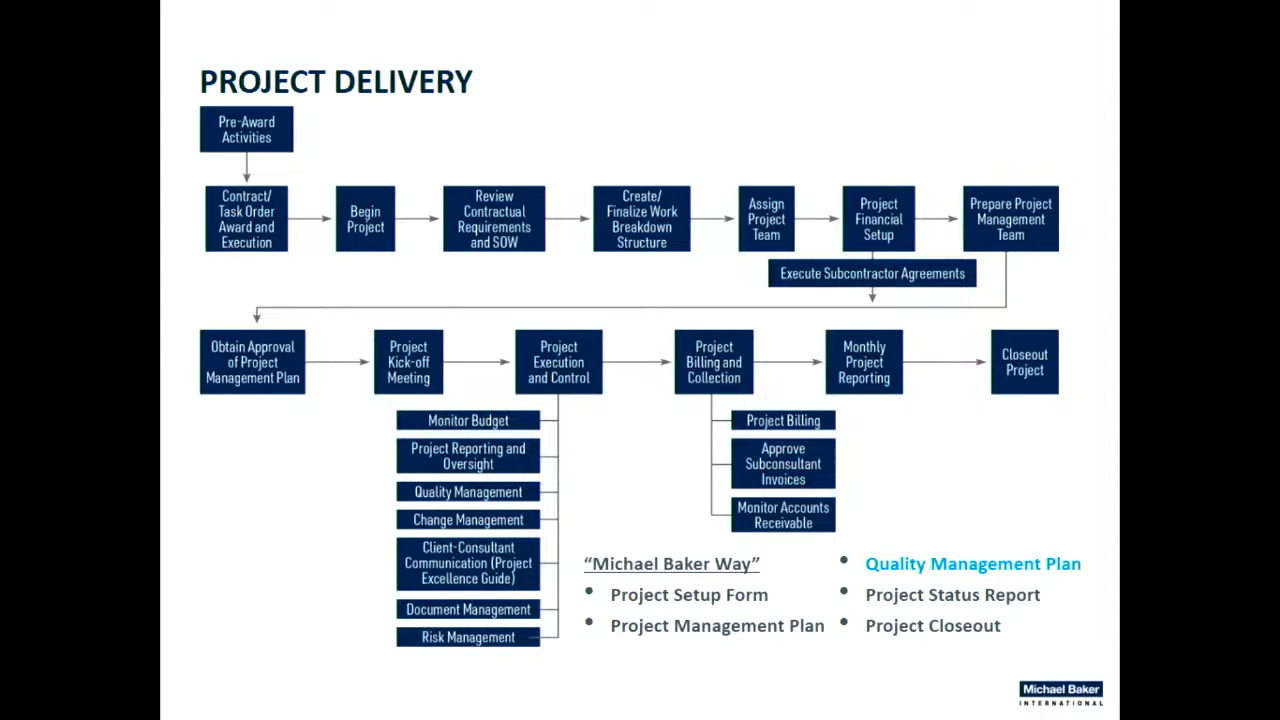 PROJECT DELIVERY
Pre-Award
Activities
Contract/
Task Order
Award and
Execution
Begin
Project
Review
Contractual
Requirements
and SOW
Create/
Finalize Work
Breakdown
Structure
Assign
Project
Team
Project
Financial
Setup
Prepare Project
Management
Team
Execute Subcontractor Agreements
Obtain Approval
of Project
Management Plan
Project
Kick-off
Meeting
Project
Execution
and Control
Project
Billing and
Collection
Monthly
Project
Reporting
Closeout
Project
Monitor Budget
Project Reporting and
Oversight
Quality Management
Change Management
Client-Consultant
Communication (Project
Excellence Guide)
Document Management
Risk Management
Project Billing
Approve
Subconsultant
Invoices
Monitor Accounts
Receivable
“Michael Baker Way”
• Project Setup Form
• Project Management Plan
• Quality Management Plan
• Project Status Report
• Project Closeout
Michael Baker
INTERNATIONAL